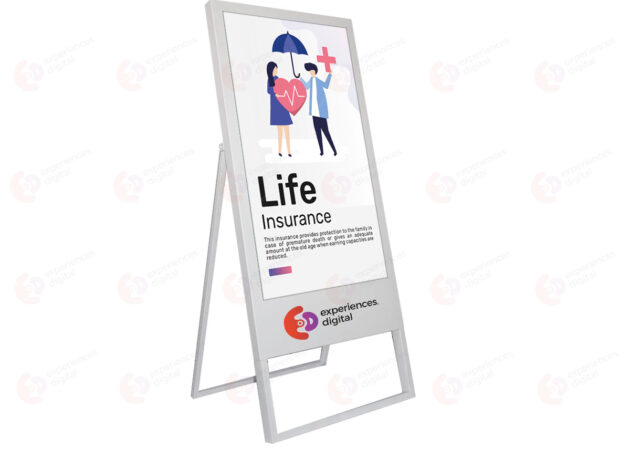 Life
Insurance
This insurance provides protection to the family in
case of premature death or gives an adequate
amount at the old age when earning capacities are
reduced.
experiences.
digital